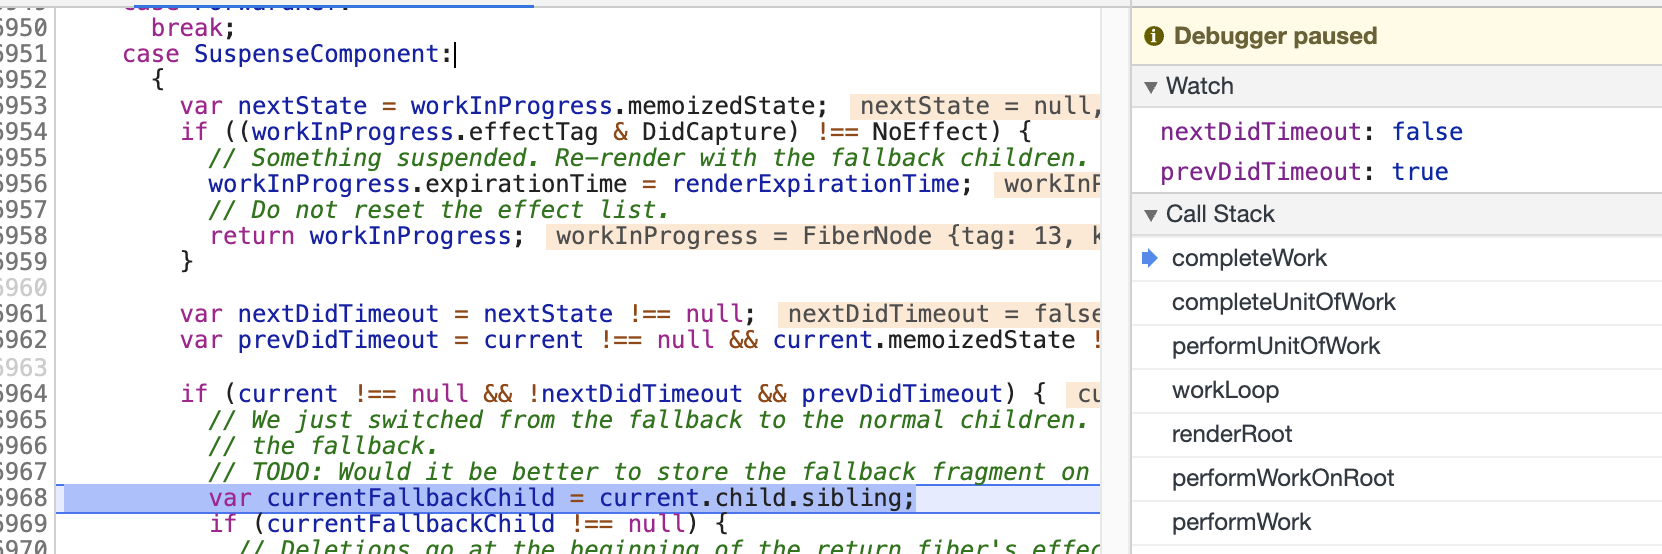 break;
case SuspenseComponent:
{
5953 var nextState = workInProgress.memoizedState; nextState = null,
5954 if ((workInProgress.effectTag & DidCapture) !== NoEffect) {
5955 // Something suspended. Re-render with the fallback children.
5956 workInProgress.expirationTime = renderExpirationTime; workInP
5957 // Do not reset the effect list.
5958 return workInProgress; workInProgress = FiberNode {tag: 13, k
5959 }
5960
5961 var nextDidTimeout = nextState !== null; nextDidTimeout = false
5962 var prevDidTimeout = current !== null && current.memoizedState !
5963
5964 if (current !== null && !nextDidTimeout && prevDidTimeout) { cu
5965 // We just switched from the fallback to the normal children.
5966 // the fallback.
5967 // TODO: Would it be better to store the fallback fragment on
5968 var currentFallbackChild = current.child.sibling;
5969 if (currentFallbackChild !== null) {
5970 // Deletions go at the beginning of the return fiber's effec
Debugger paused
Watch
nextDidTimeout: false
prevDidTimeout: true
Call Stack
completeWork
completeUnitOfWork
performUnitOfWork
workLoop
renderRoot
performWorkOnRoot
performWork